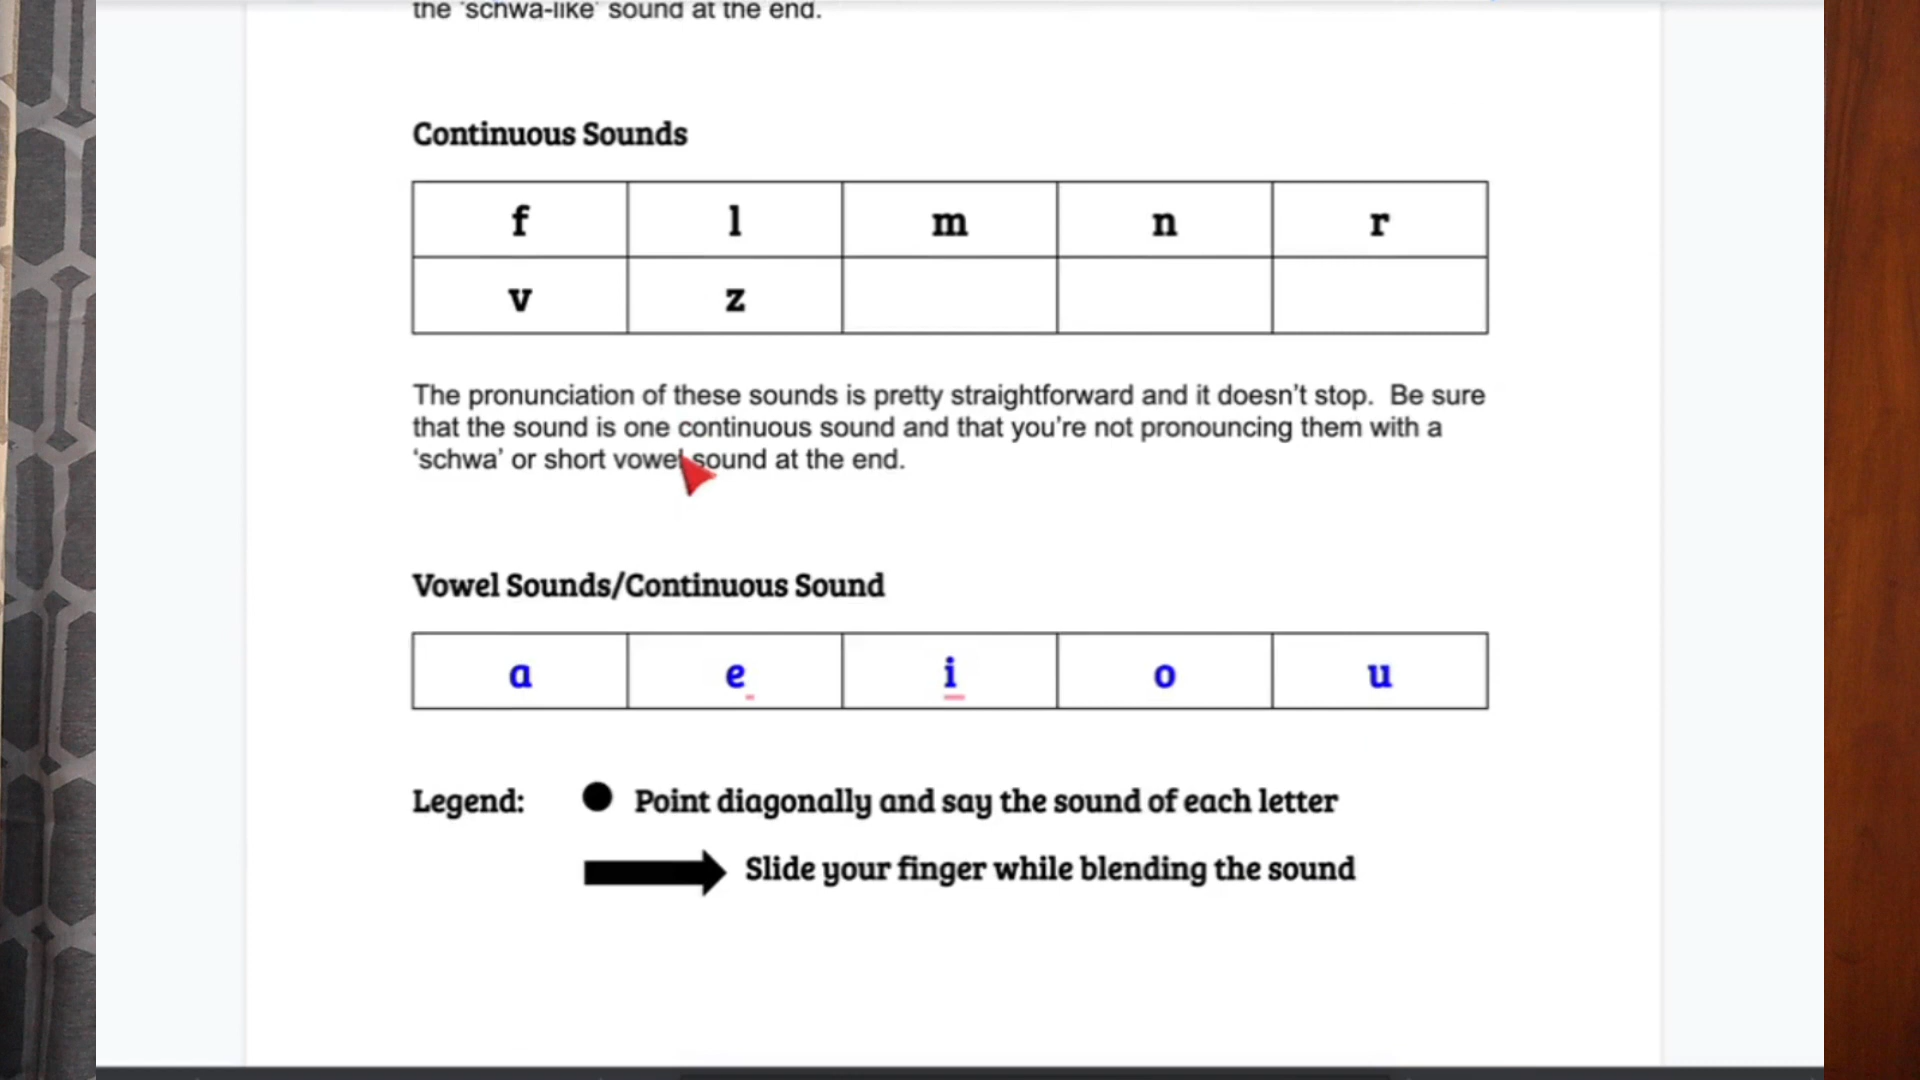 the 'schwa-like' sound at the end.
Continuous Sounds
f l m n r
v z
The pronunciation of these sounds is pretty straightforward and it doesn't stop. Be sure
that the sound is one continuous sound and that you're not pronouncing them with a
'schwa' or short vowel sound at the end.
Vowel Sounds/Continuous Sound
a e i o u
Legend: Point diagonally and say the sound of each letter
Slide your finger while blending the sound